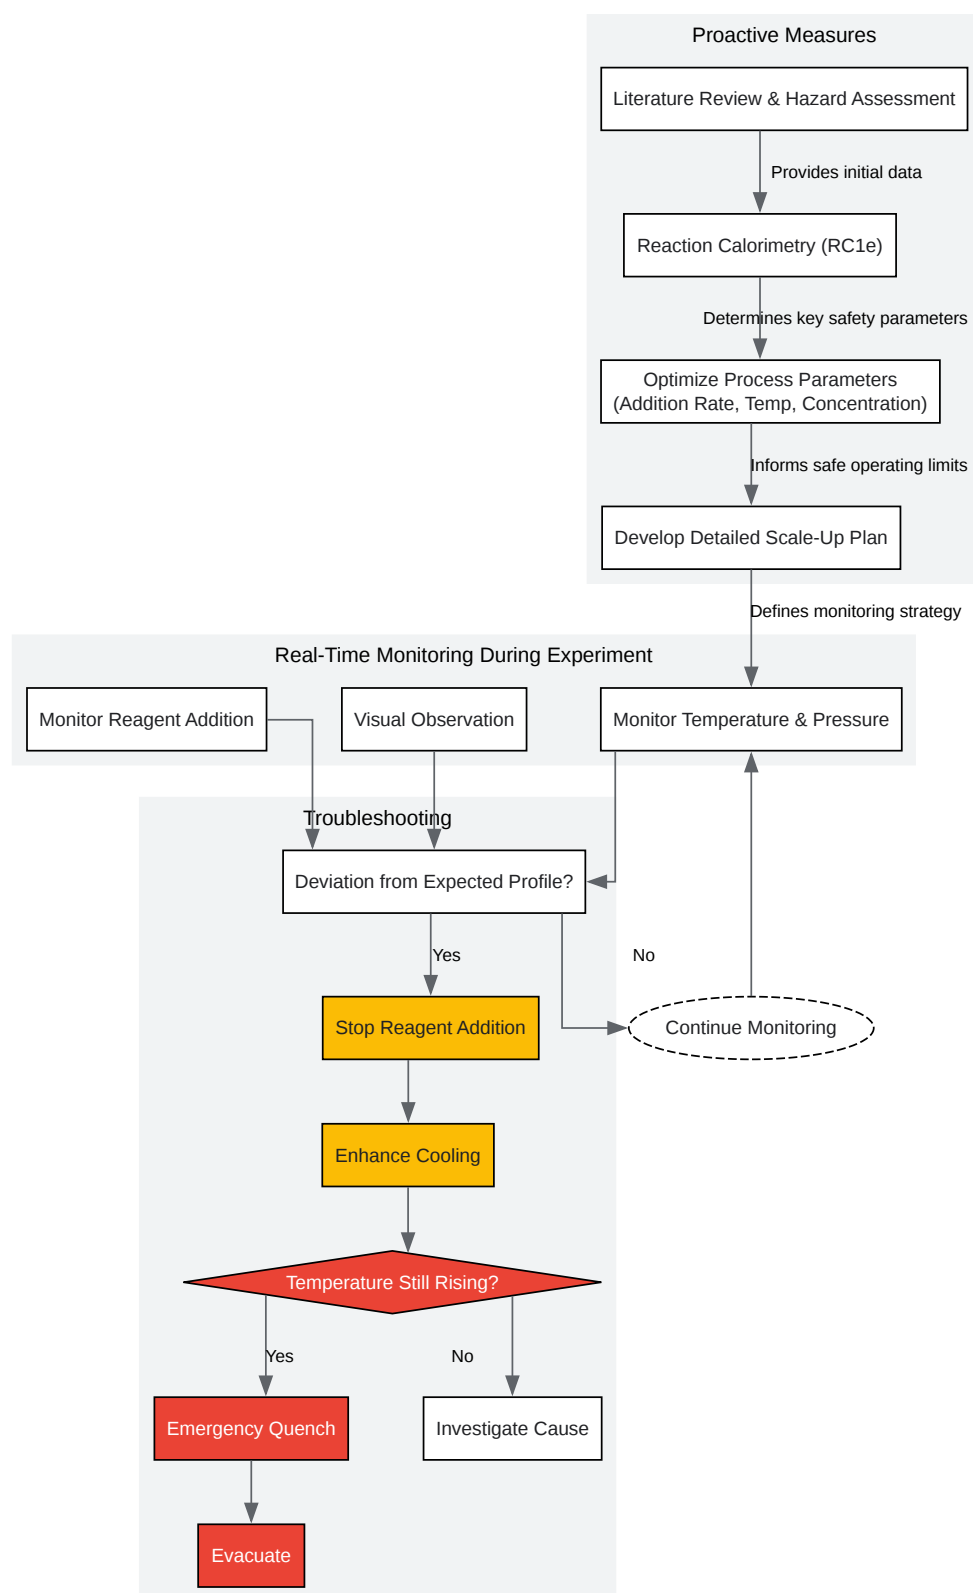 Proactive Measures
Literature Review & Hazard Assessment
Provides initial data
Reaction Calorimetry (RC1e)
Determines key safety parameters
Optimize Process Parameters
(Addition Rate, Temp, Concentration)
Informs safe operating limits
Develop Detailed Scale-Up Plan
Defines monitoring strategy
Real-Time Monitoring During Experiment
Monitor Reagent Addition
Visual Observation
Monitor Temperature & Pressure
Troubleshooting
Deviation from Expected Profile?
Yes
No
Stop Reagent Addition
Continue Monitoring
Enhance Cooling
Temperature Still Rising?
Yes
No
Emergency Quench
Investigate Cause
Evacuate